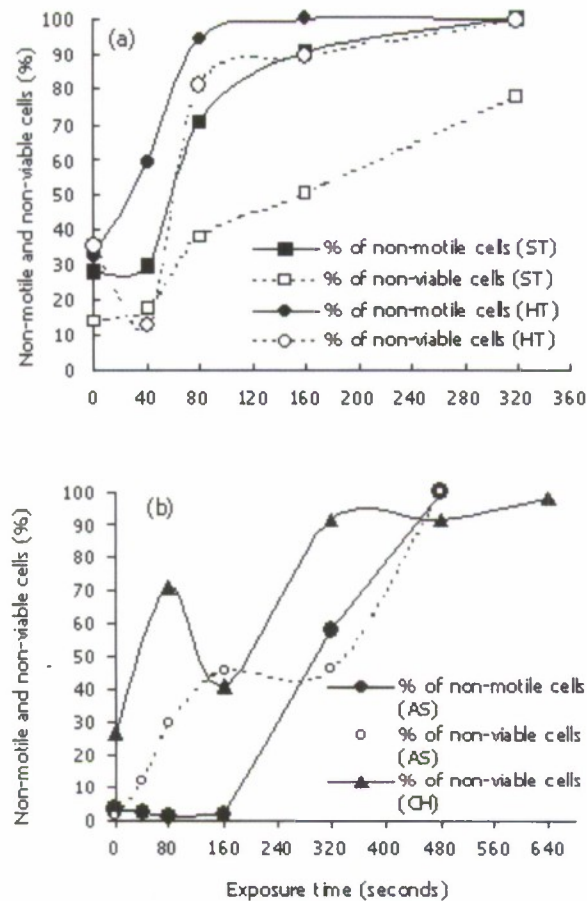 (a)
Non-motile and non-viable cells (%)
100
90
80
70
60
50
40
30
20
10
0
% of non-motile cells (ST)
% of non-viable cells (ST)
% of non-motile cells (HT)
% of non-viable cells (HT)
0 40 80 120 160 200 240 280 320 360
(b)
Non-motile and non-viable cells (%)
100
90
80
70
60
50
40
30
20
10
0
% of non-motile cells
(AS)
% of non-viable cells
(AS)
% of non-viable cells
(CH)
0 80 160 240 320 400 480 560 640
Exposure time (seconds)